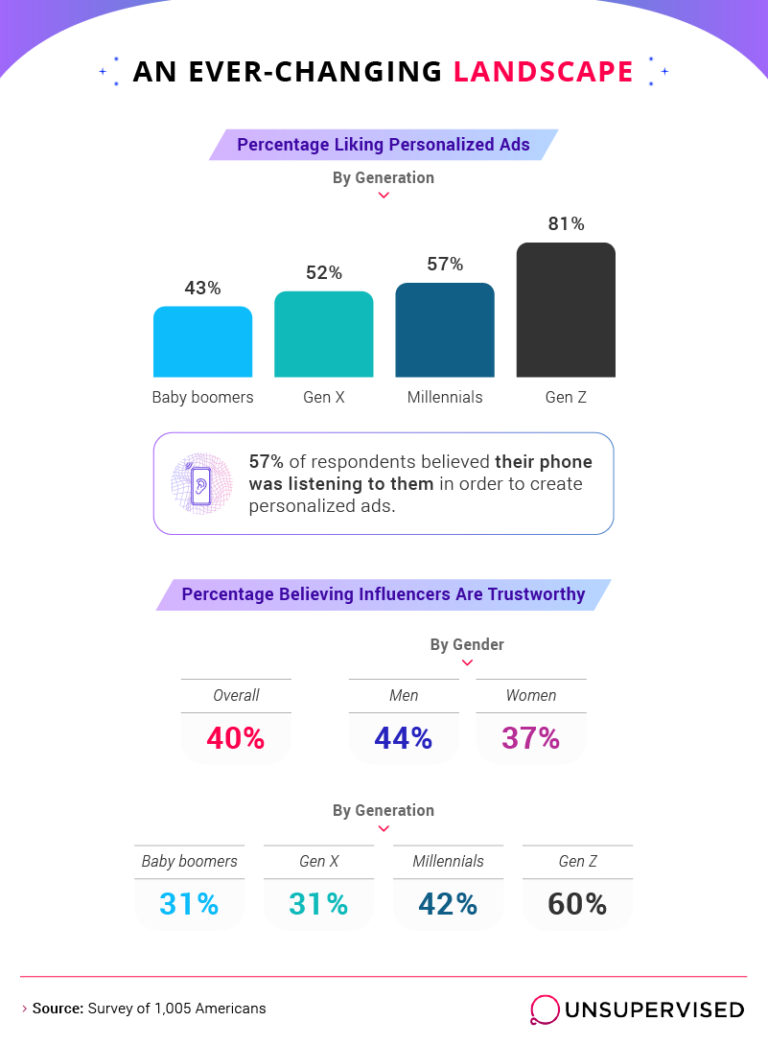 AN EVER-CHANGING LANDSCAPE
Percentage Liking Personalized Ads
By Generation
43%
52%
57%
81%
Baby boomers
Gen X
Millennials
Gen Z
57% of respondents believed their phone
was listening to them in order to create
personalized ads.
Percentage Believing Influencers Are Trustworthy
By Gender
Overall
Men
Women
40%
44%
37%
By Generation
Baby boomers
Gen X
Millennials
Gen Z
31%
31%
42%
60%
Source: Survey of 1,005 Americans
UNSUPERVISED